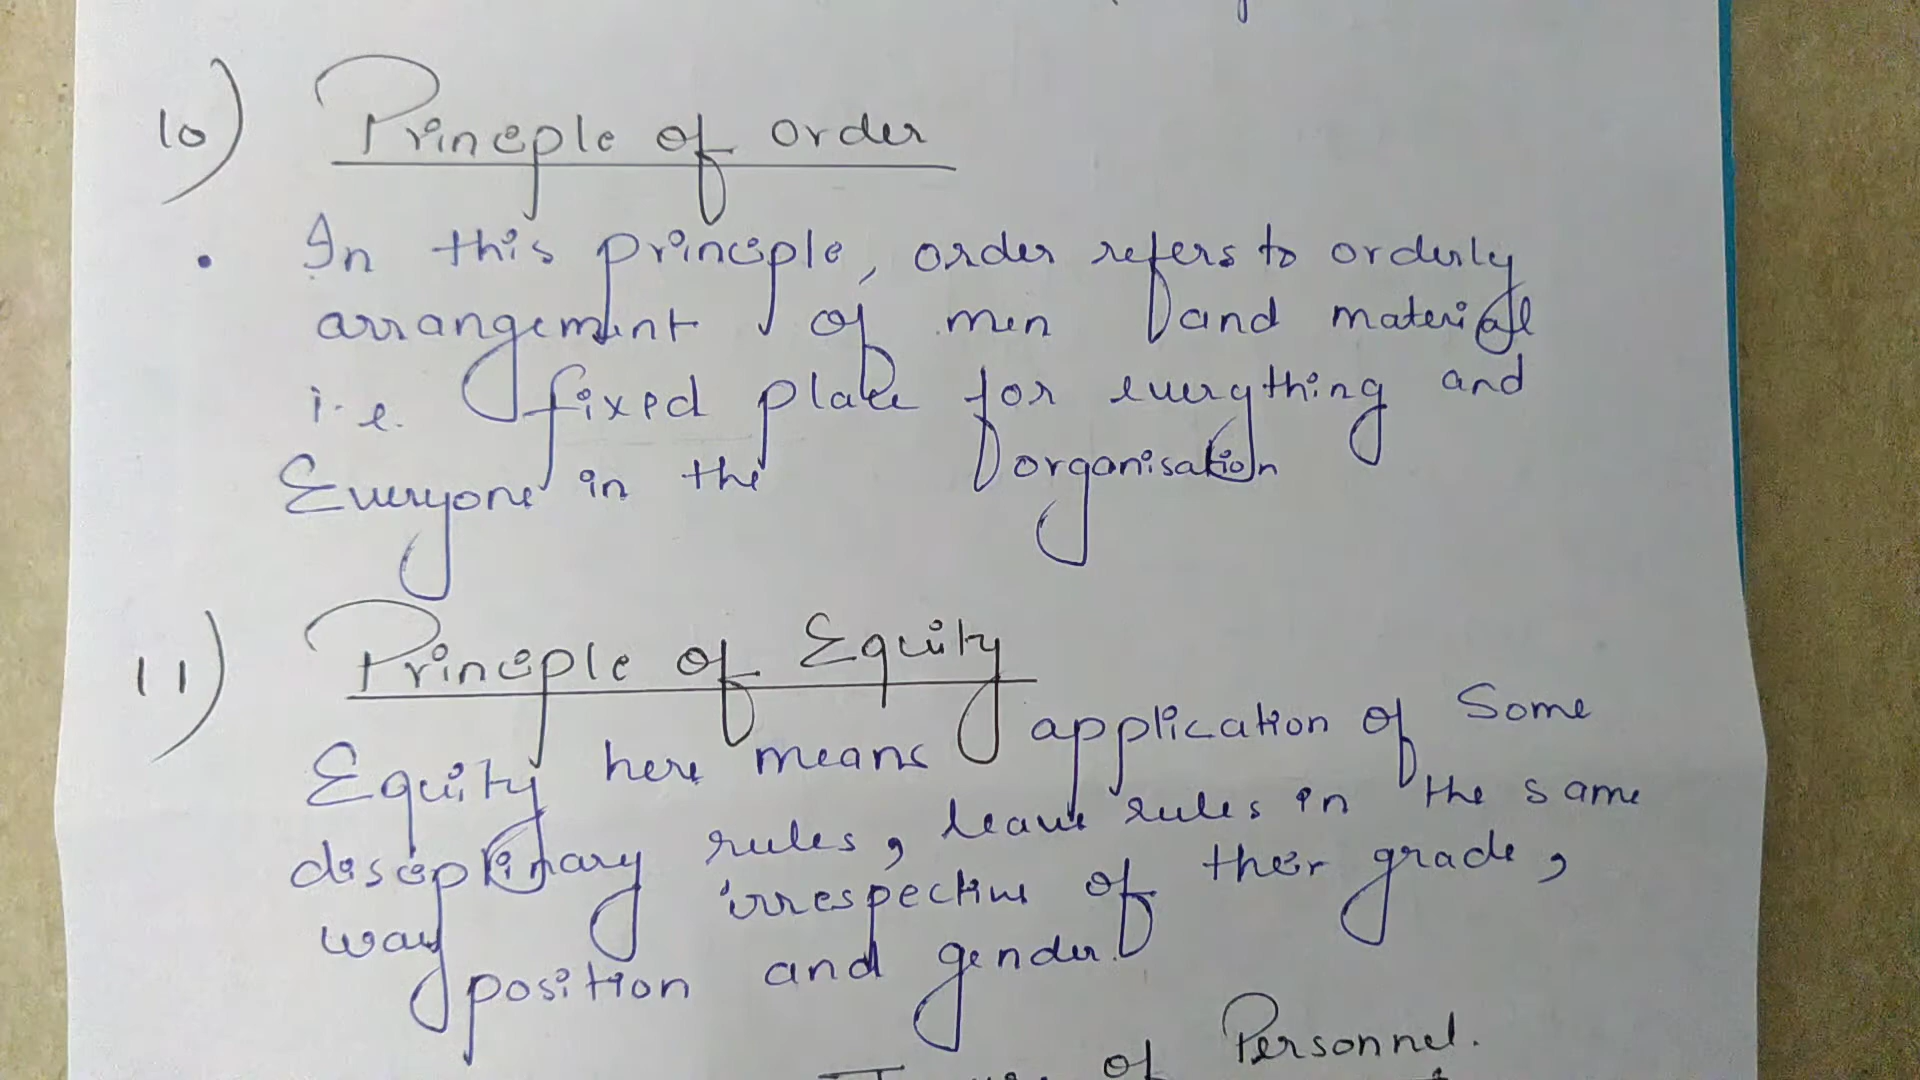 10) Principle of order
. In this principle, order refers to orderly
arrangement of men and material
i.e. fixed place for everything and
Everyone in the organisation
11) Principle of Equity
Equity here means application of Some
disciplinary rules, leave rules in the same
way irrespective of their grade,
position and gender.
of Personnel.